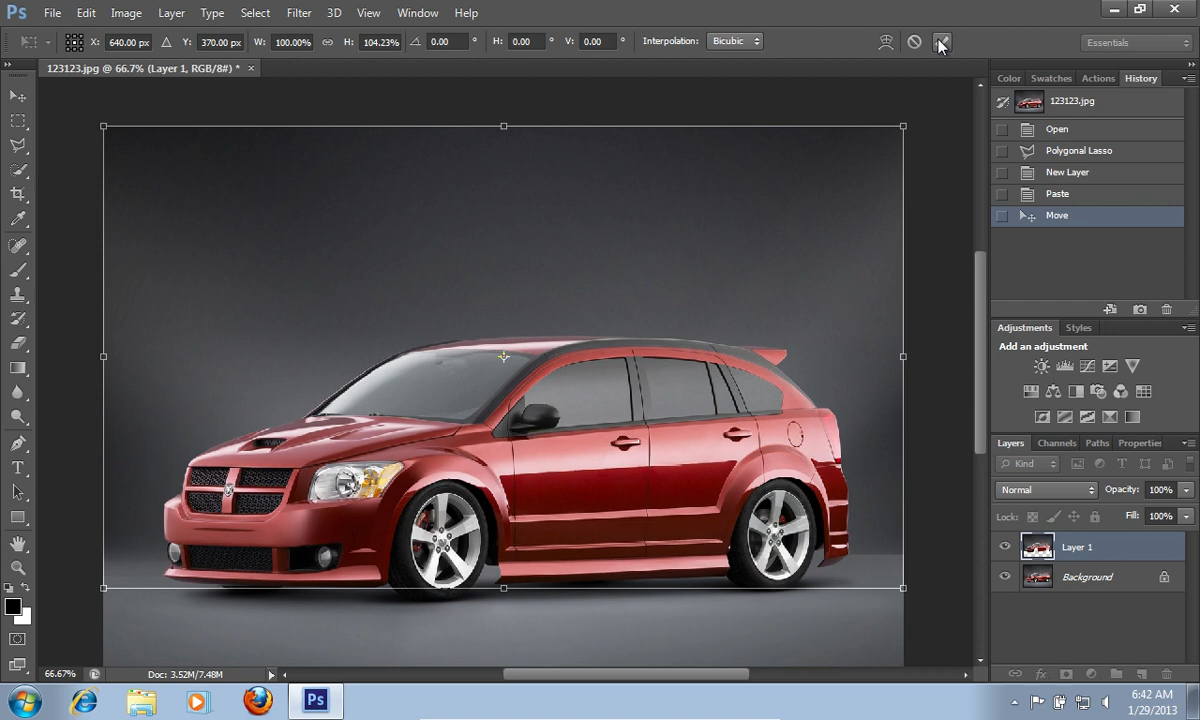 Ps File Edit Image Layer Type Select Filter 3D View Window Help
X: 640.00 px Y: 370.00 px W: 100.00% H: 104.23% 0.00 ° H: 0.00 ° V: 0.00 ° Interpolation: Bicubic Essentials
123123.jpg @ 66.7% (Layer 1, RGB/8#) * ×
Color Swatches Actions History
123123.jpg
Open
Polygonal Lasso
New Layer
Paste
Move
Adjustments Styles
Add an adjustment
Layers Channels Paths Properties
Kind
Normal Opacity: 100%
Lock: Fill: 100%
Layer 1
Background
66.67% Doc: 3.52M/7.48M
Ps
6:42 AM
1/29/2013